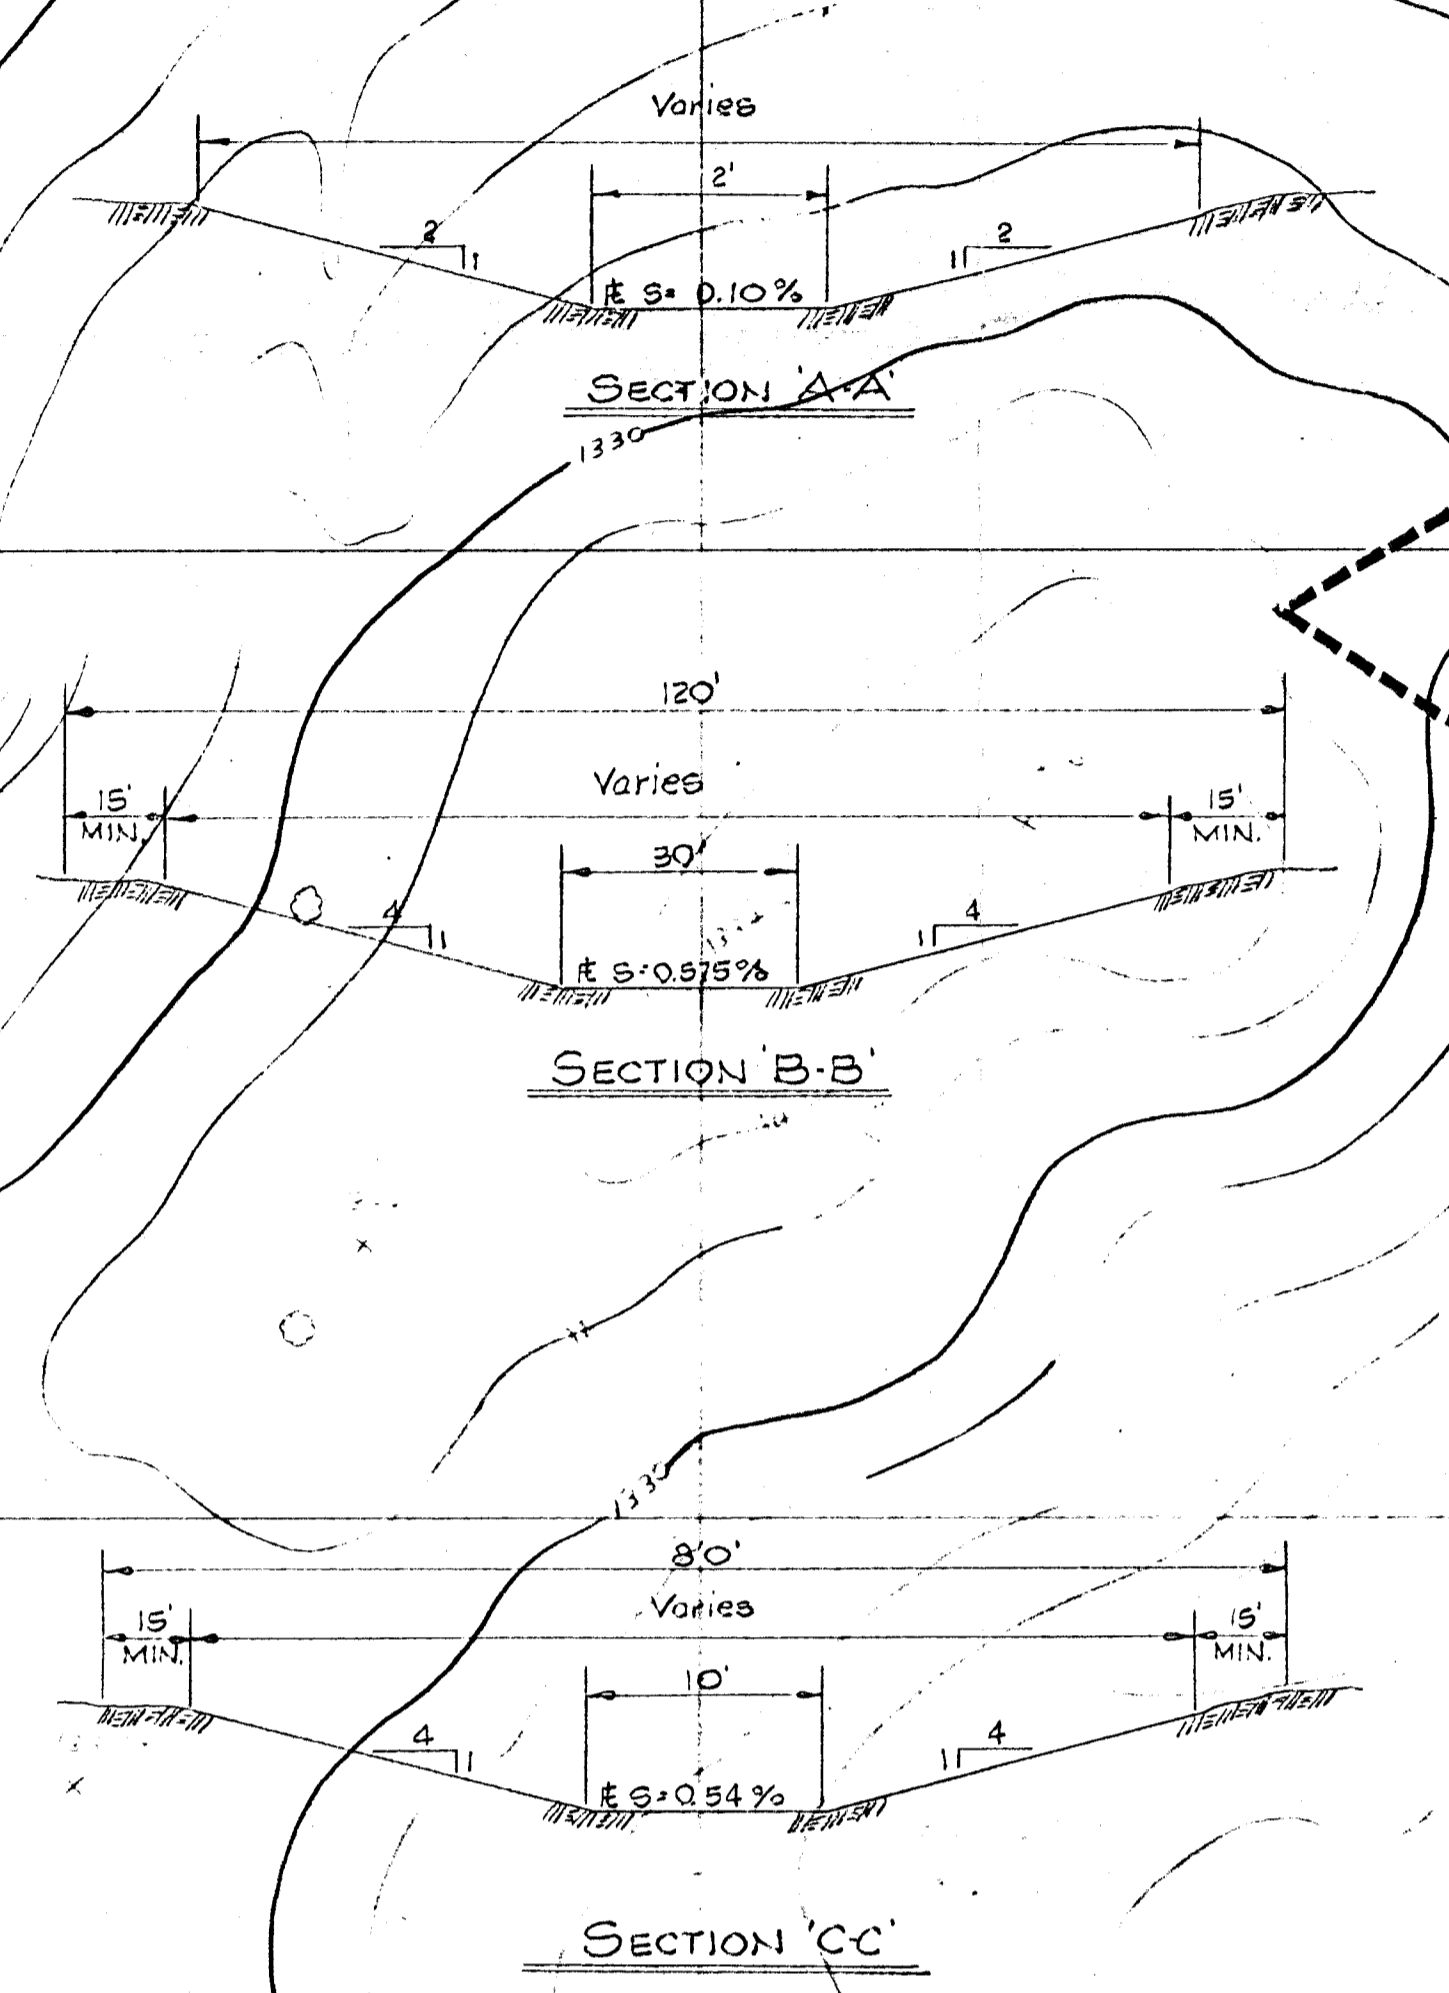 Varies
2'
2
1
1
2
S= 0.10%
SECTION 'A-A'
1330
120'
Varies
15'
MIN.
15'
MIN.
30'
4
1
1
4
S=0.575%
SECTION 'B-B'
1330
80'
Varies
15'
MIN.
15'
MIN.
10'
4
1
1
4
S=0.54%
SECTION 'C-C'